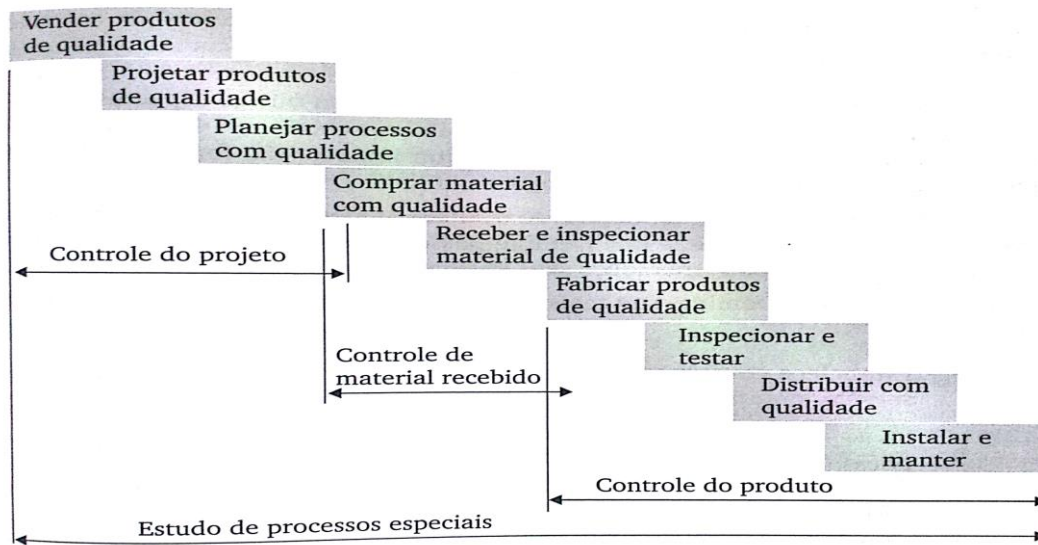 Vender produtos
de qualidade
Projetar produtos
de qualidade
Planejar processos
com qualidade
Comprar material
com qualidade
Receber e inspecionar
material de qualidade
Controle do projeto
Fabricar produtos
de qualidade
Inspecionar e
testar
Controle de
material recebido
Distribuir com
qualidade
Instalar e
manter
Controle do produto
Estudo de processos especiais